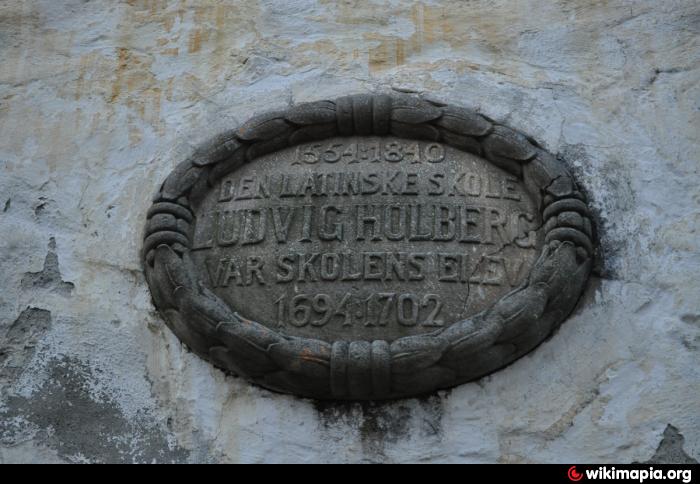 1554·1840
DEN LATINSKE SKOLE
LUDVIG HOLBERG
VAR SKOLENS ELEV
1694·1702
wikimapia.org